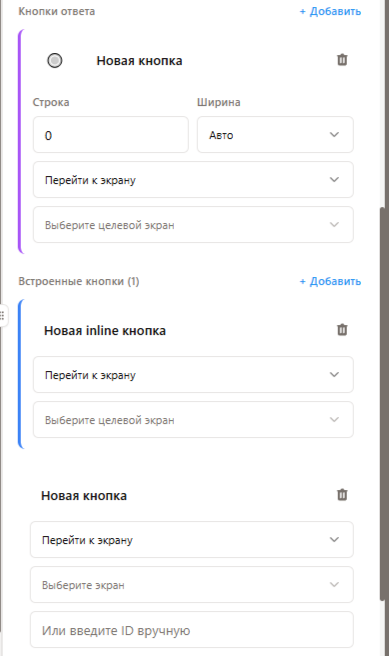 Кнопки ответа + Добавить
Новая кнопка
Строка Ширина
0 Авто
Перейти к экрану
Выберите целевой экран
Встроенные кнопки (1) + Добавить
Новая inline кнопка
Перейти к экрану
Выберите целевой экран
Новая кнопка
Перейти к экрану
Выберите экран
Или введите ID вручную